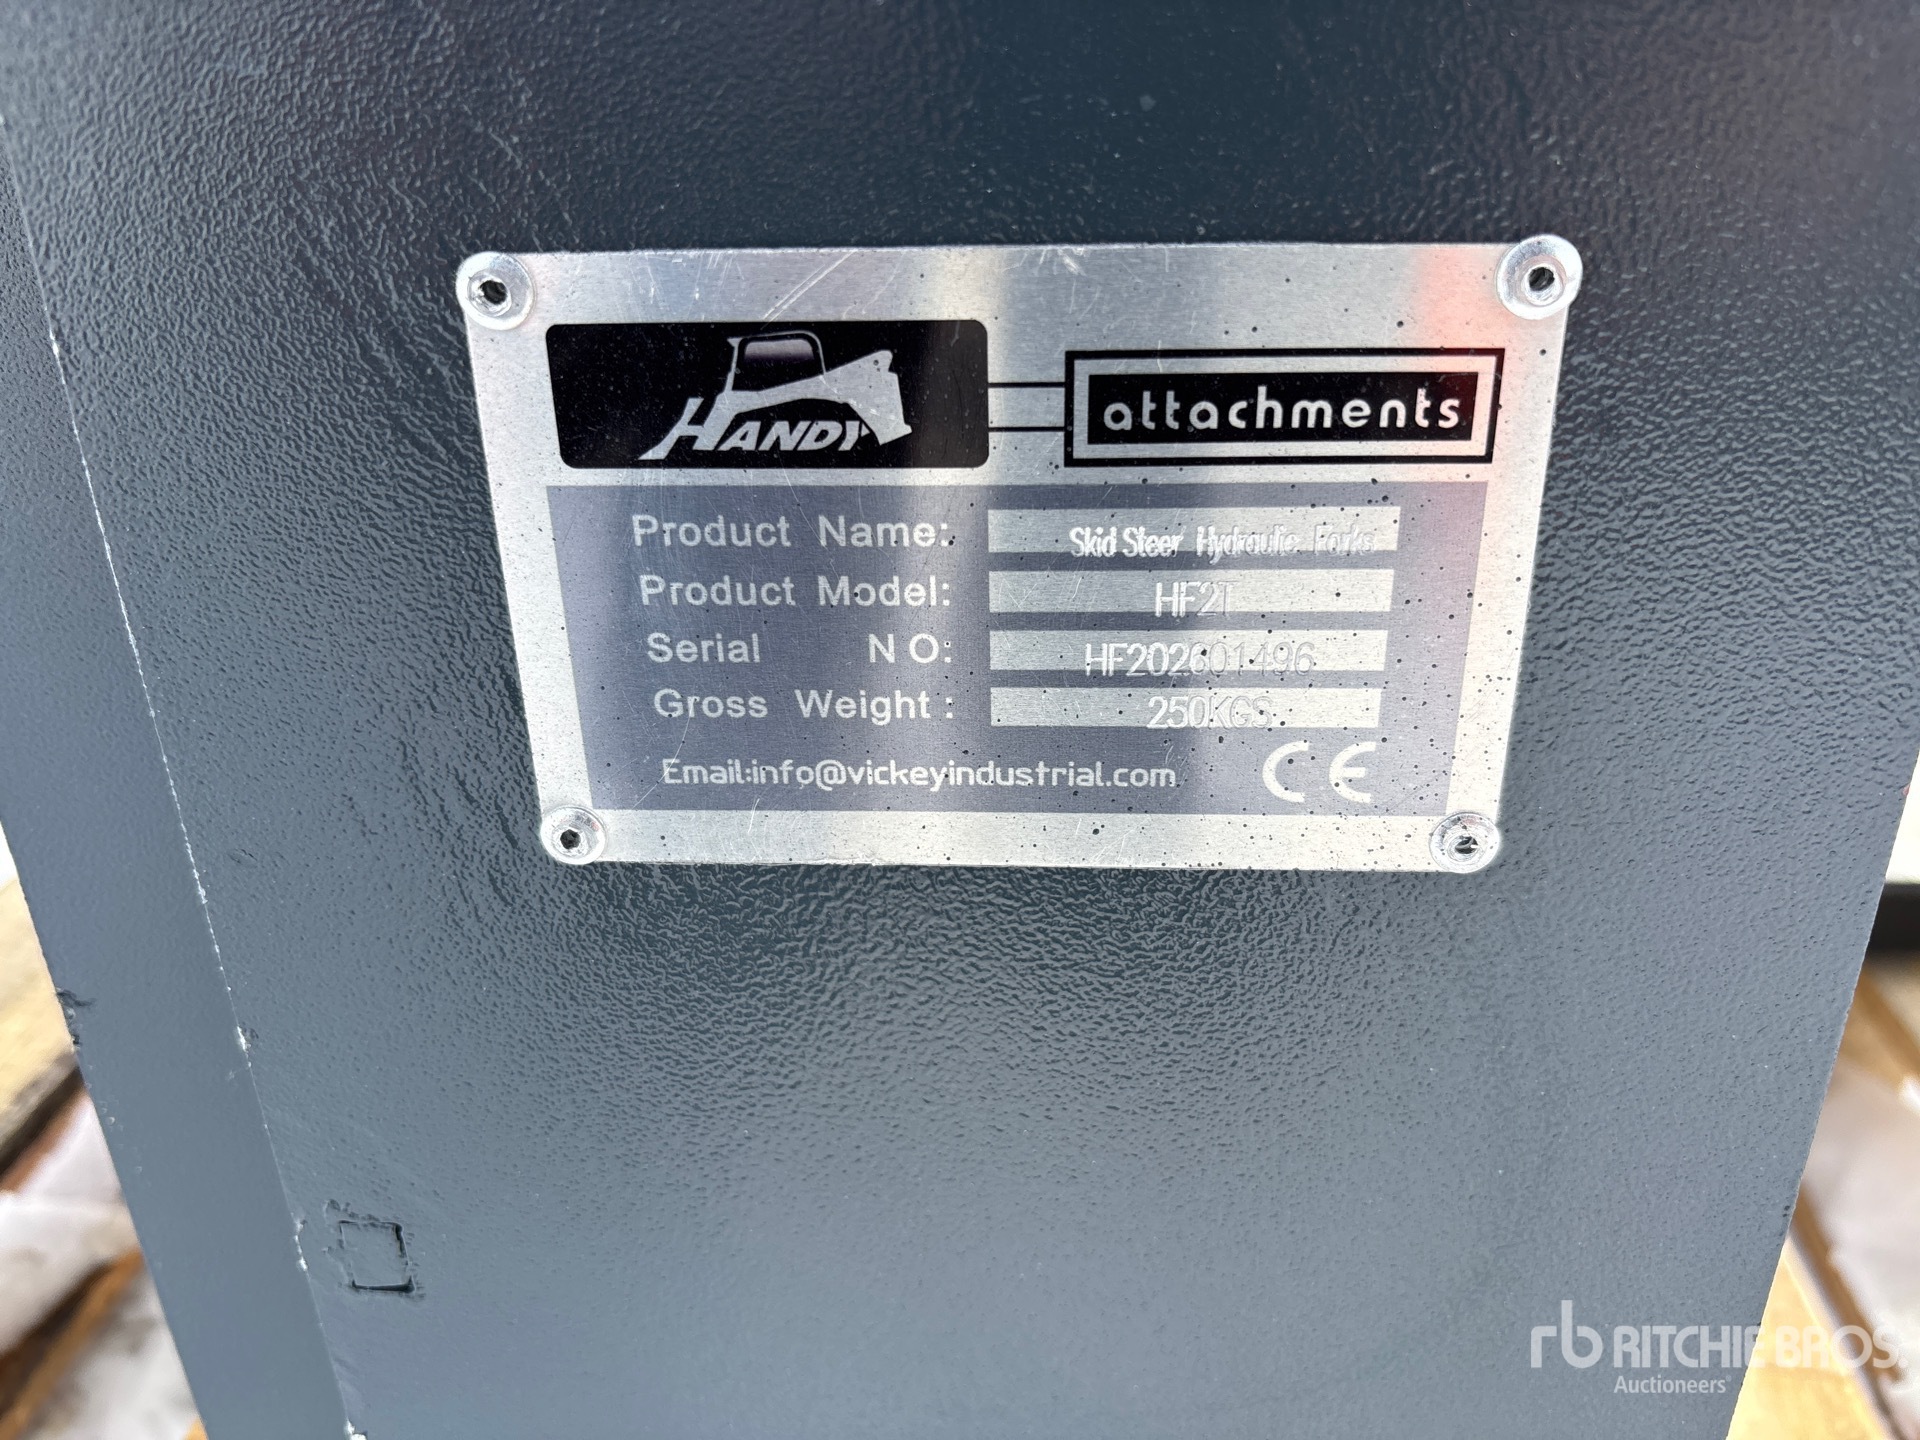 HANDY attachments
Product Name: Skid Steer Hydraulic Forks
Product Model: HF2T
Serial NO: HF202601496
Gross Weight: 250KGS
Email:info@vickeyindustrial.com CE
rb RITCHIE BROS.
Auctioneers